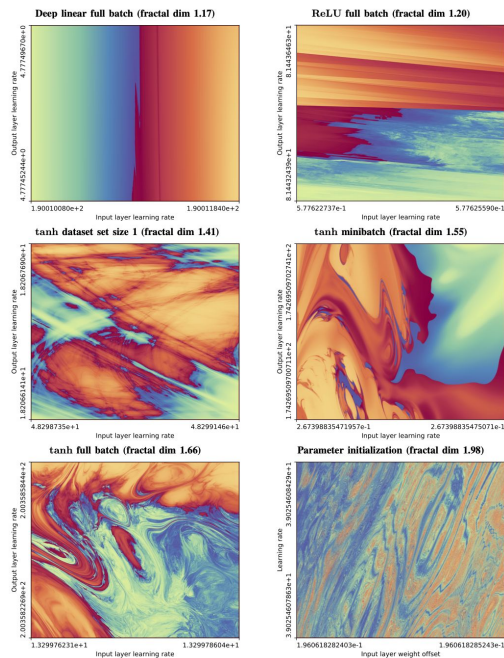 Deep linear full batch (fractal dim 1.17)
Output layer learning rate
4.77749670e+0
4.77745244e+0
1.90010080e+2
1.90011840e+2
Input layer learning rate
ReLU full batch (fractal dim 1.20)
Output layer learning rate
8.14436463e+1
8.14432439e+1
5.77622737e-1
5.77625590e-1
Input layer learning rate
tanh dataset set size 1 (fractal dim 1.41)
Output layer learning rate
1.82067690e+1
1.82066141e+1
4.8298735e+1
4.8299146e+1
Input layer learning rate
tanh minibatch (fractal dim 1.55)
Output layer learning rate
1.74269509702741e+2
1.74269509700711e+2
2.67398835471957e-1
2.67398835475071e-1
Input layer learning rate
tanh full batch (fractal dim 1.66)
Output layer learning rate
2.003585844e+2
2.003582269e+2
1.329976231e+1
1.329978604e+1
Input layer learning rate
Parameter initialization (fractal dim 1.98)
Learning rate
3.902546608429e+1
3.902546607863e+1
1.960618282403e-1
1.960618285243e-1
Input layer weight offset